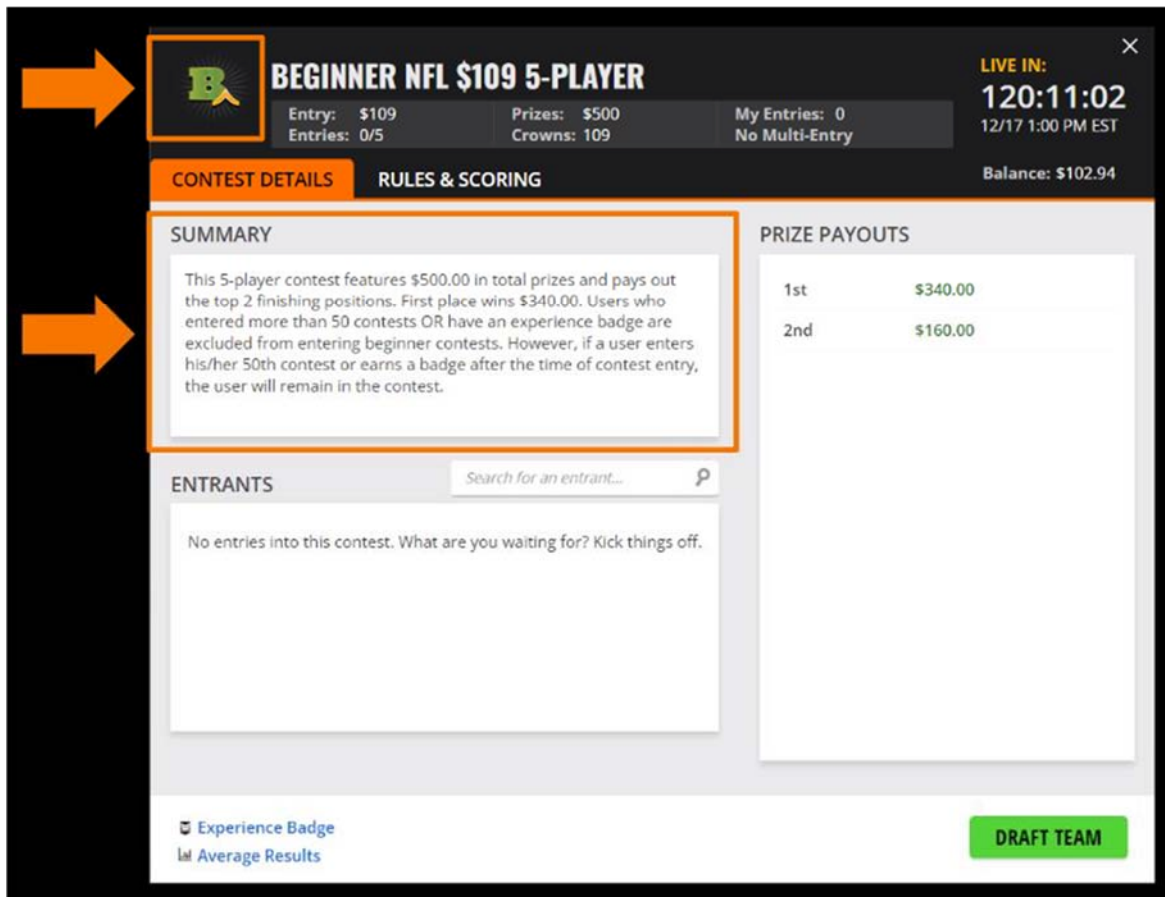 B
BEGINNER NFL $109 5-PLAYER
Entry: $109 Prizes: $500 My Entries: 0
Entries: 0/5 Crowns: 109 No Multi-Entry
LIVE IN:
120:11:02
12/17 1:00 PM EST
Balance: $102.94
CONTEST DETAILS RULES & SCORING
SUMMARY
This 5-player contest features $500.00 in total prizes and pays out
the top 2 finishing positions. First place wins $340.00. Users who
entered more than 50 contests OR have an experience badge are
excluded from entering beginner contests. However, if a user enters
his/her 50th contest or earns a badge after the time of contest entry,
the user will remain in the contest.
PRIZE PAYOUTS
1st $340.00
2nd $160.00
ENTRANTS
Search for an entrant...
No entries into this contest. What are you waiting for? Kick things off.
Experience Badge
Average Results
DRAFT TEAM